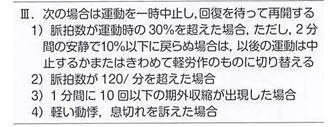 Ⅲ. 次の場合は運動を一時中止し,回復を待って再開する
1) 脈拍数が運動時の30%を超えた場合, ただし, 2分
間の安静で10%以下に戻らぬ場合は, 以後の運動は中
止するかまたはきわめて軽労作のものに切り替える
2) 脈拍数が120/分を超えた場合
3) 1分間に10回以下の期外収縮が出現した場合
4) 軽い動悸, 息切れを訴えた場合